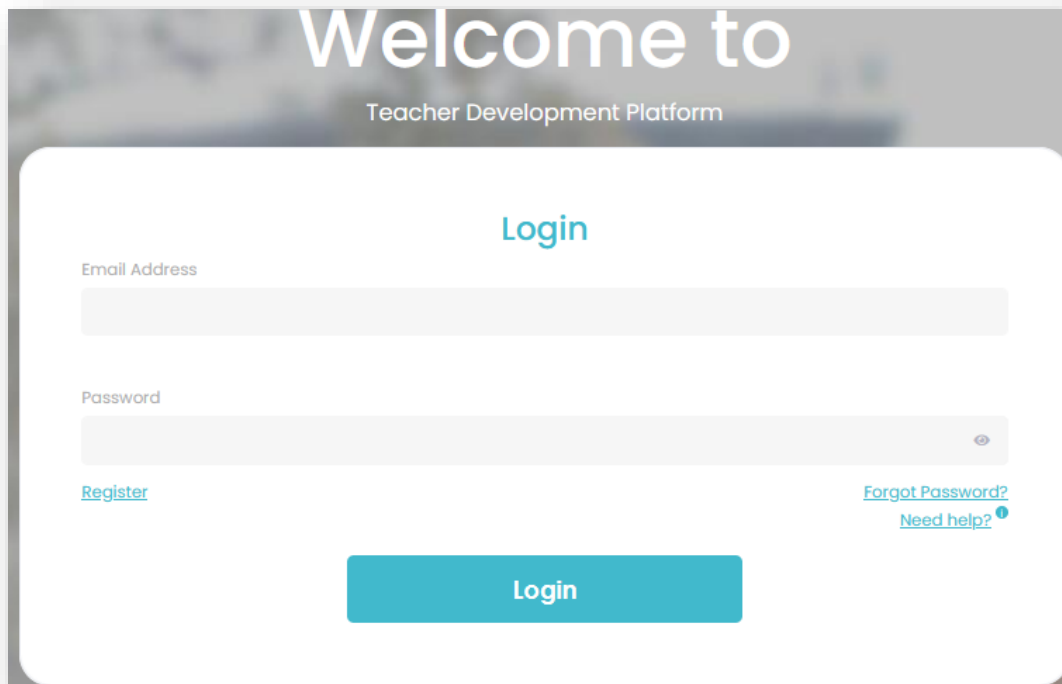 Welcome to
Teacher Development Platform
Login
Email Address
Password
Register
Forgot Password?
Need help?
Login